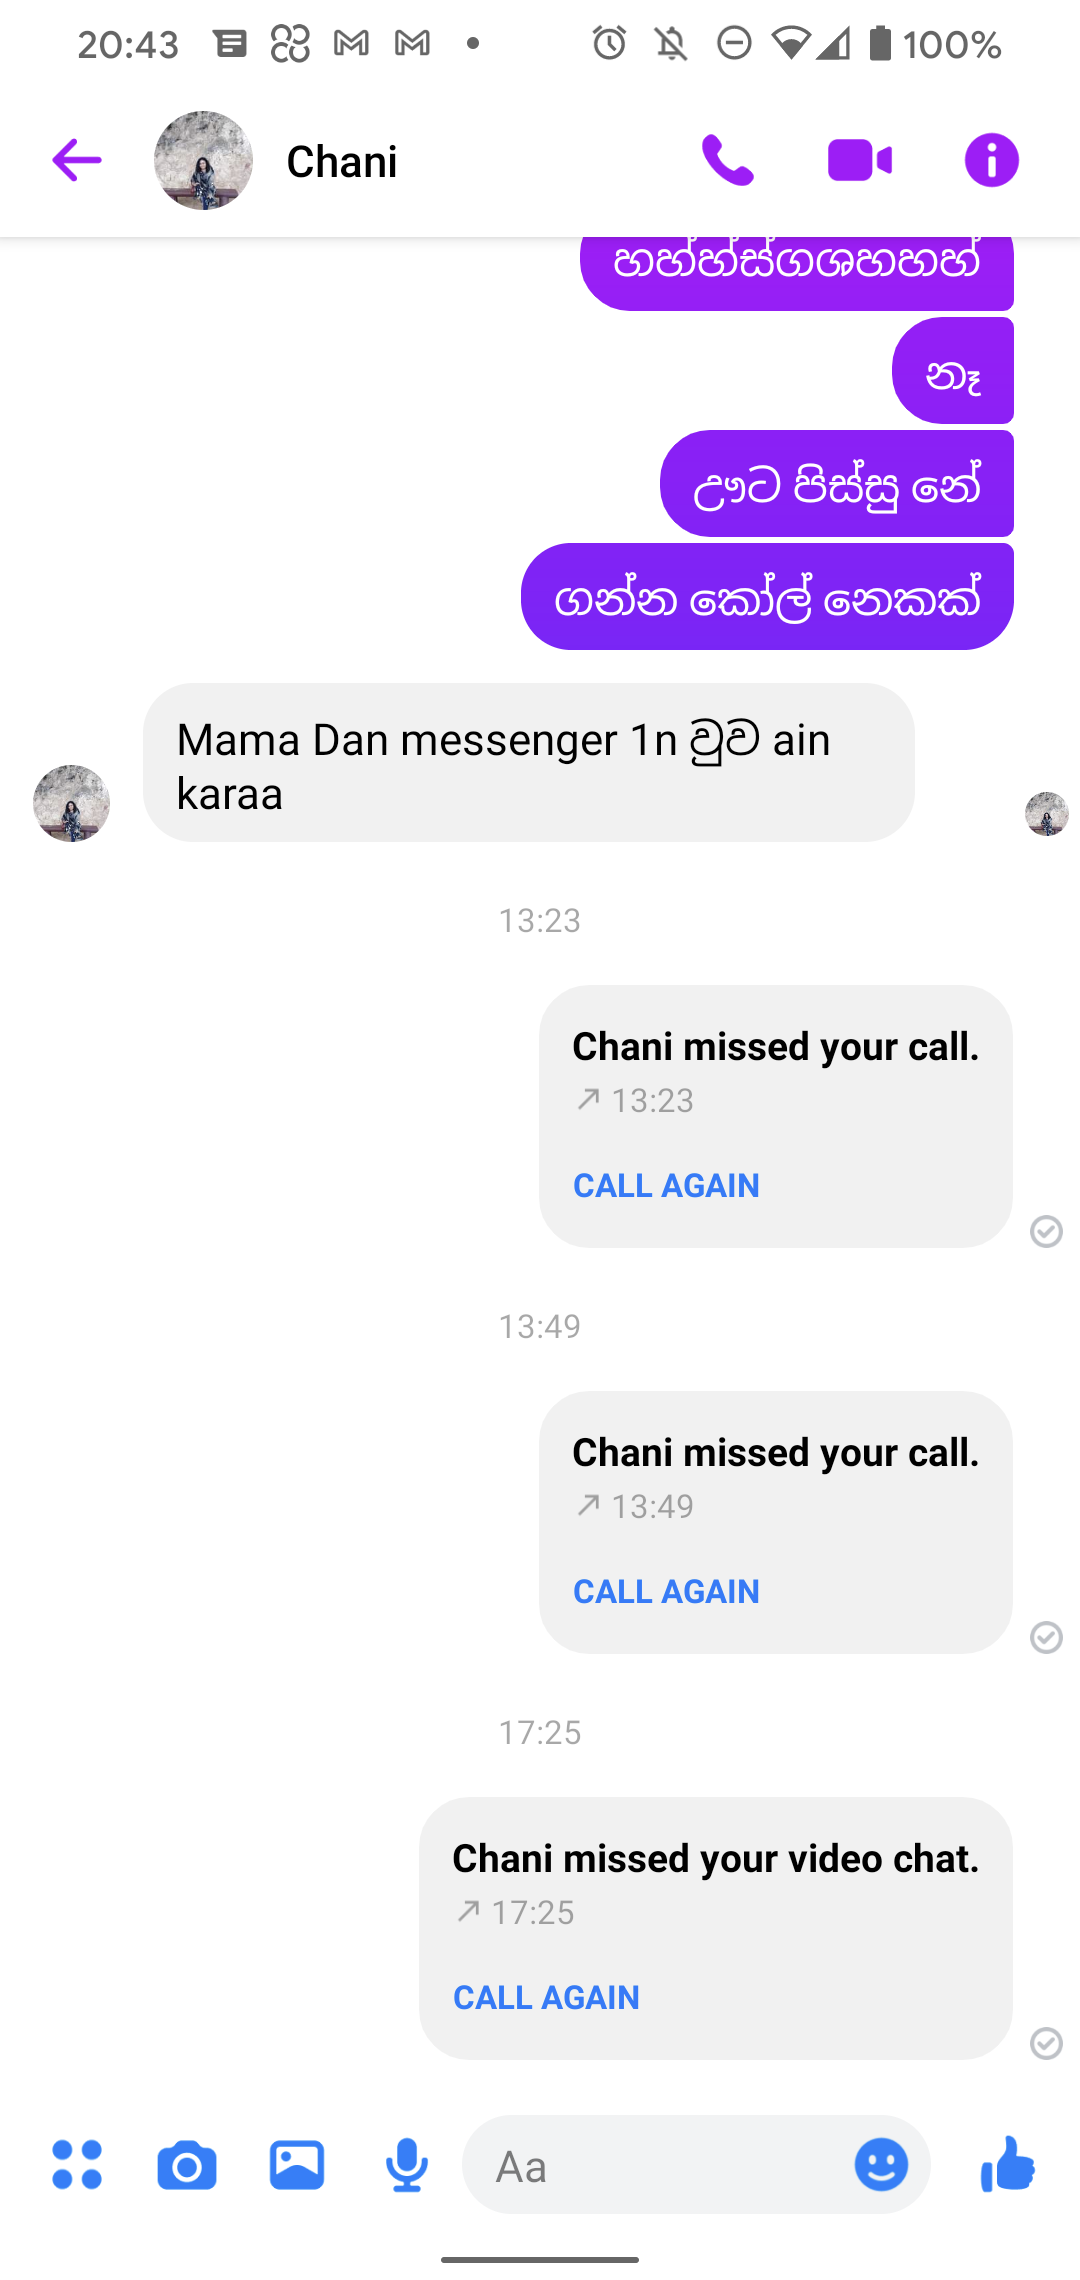 20:43
100%
Chani
හහ්හ්ස්ගශහහහ්
නෑ
ඌට පිස්සු නේ
ගන්න කෝල් නෙකක්
Mama Dan messenger 1n වුව ain
karaa
13:23
Chani missed your call.
↗ 13:23
CALL AGAIN
13:49
Chani missed your call.
↗ 13:49
CALL AGAIN
17:25
Chani missed your video chat.
↗ 17:25
CALL AGAIN
Aa